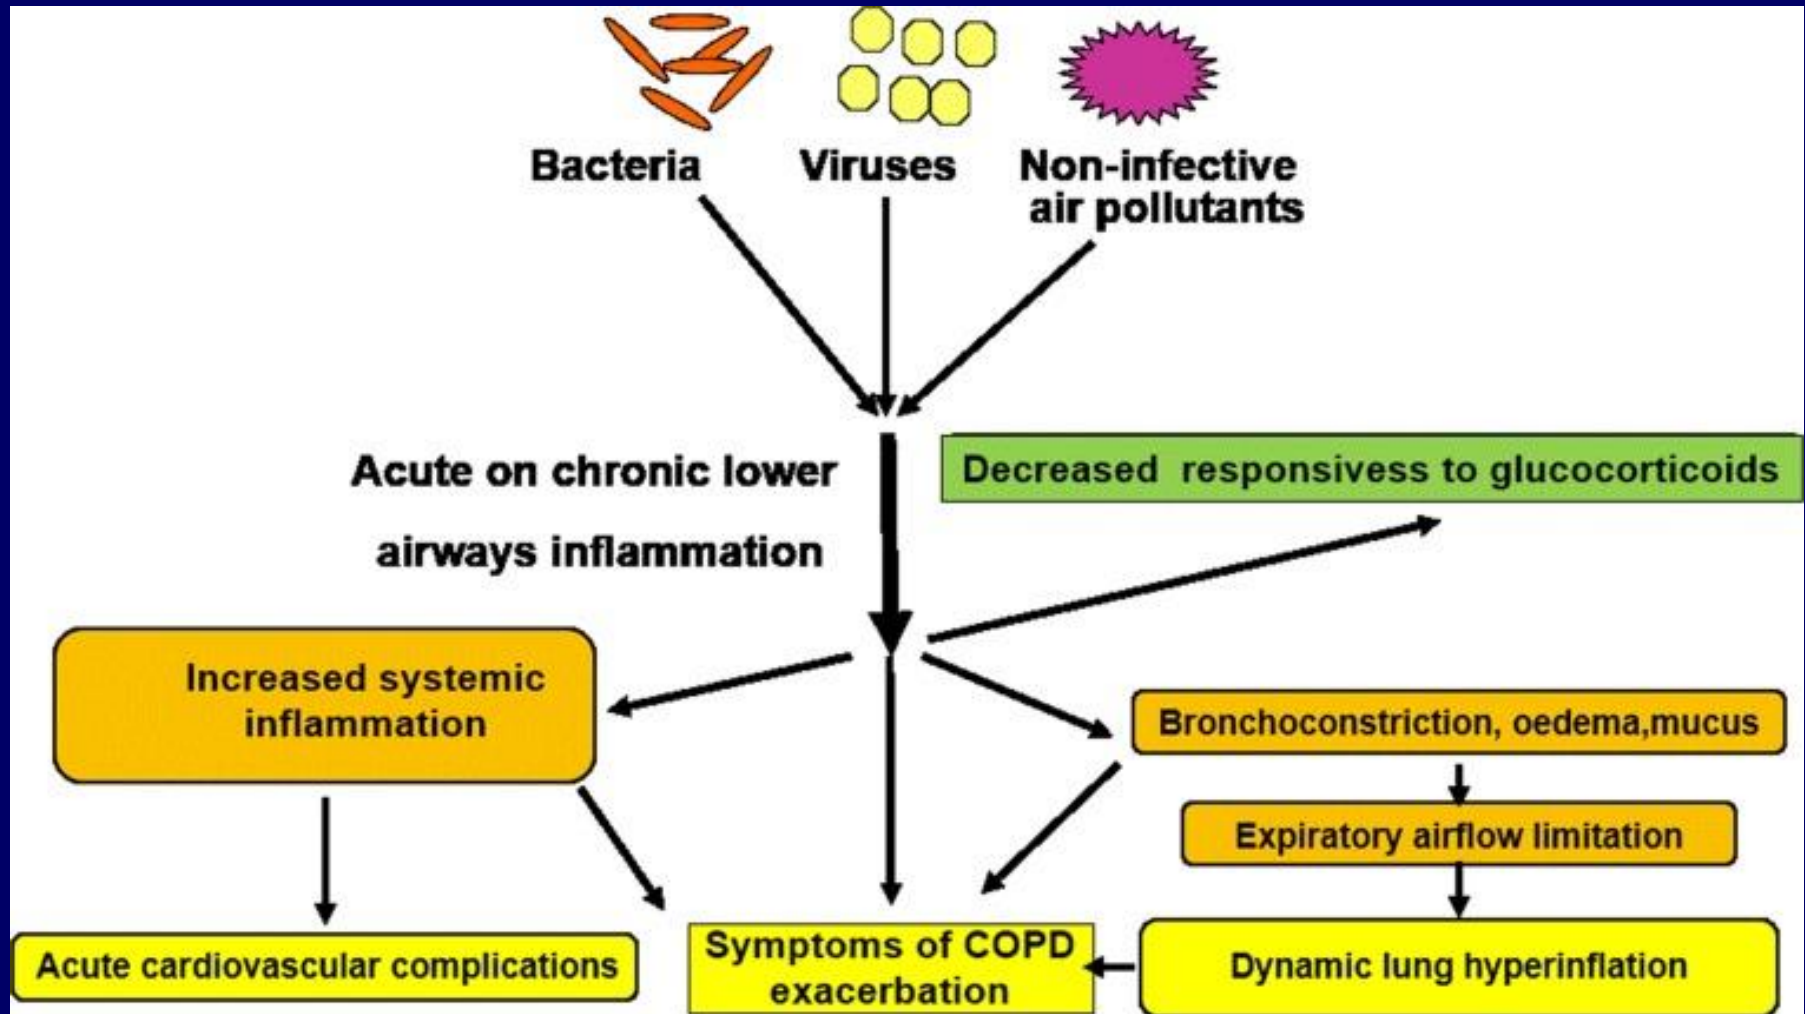 Bacteria
Viruses
Non-infective
air pollutants
Acute on chronic lower
airways inflammation
Decreased responsivess to glucocorticoids
Increased systemic
inflammation
Bronchoconstriction, oedema,mucus
Expiratory airflow limitation
Acute cardiovascular complications
Symptoms of COPD
exacerbation
Dynamic lung hyperinflation